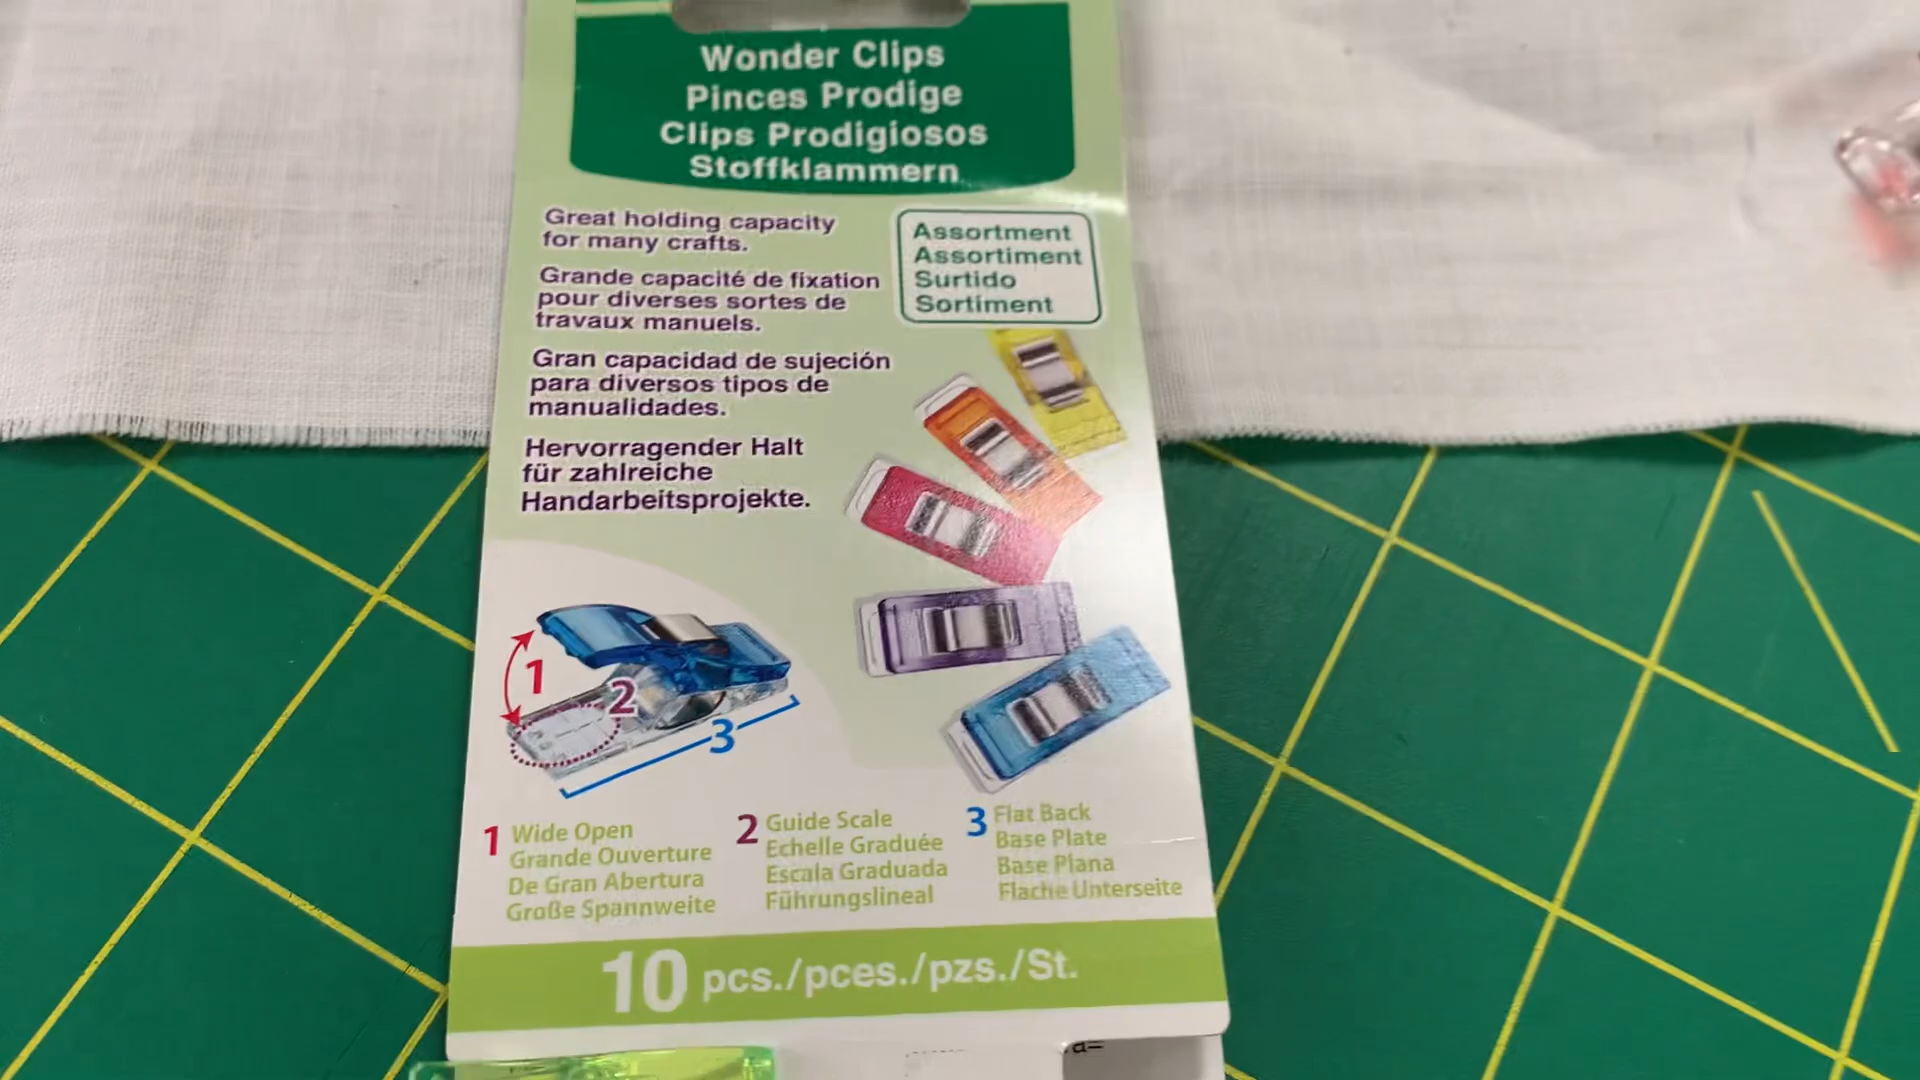 Wonder Clips
Pinces Prodige
Clips Prodigiosos
Stoffklammern
Great holding capacity
for many crafts.
Grande capacité de fixation
pour diverses sortes de
travaux manuels.
Gran capacidad de sujeción
para diversos tipos de
manualidades.
Hervorragender Halt
für zahlreiche
Handarbeitsprojekte.
Assortment
Assortiment
Surtido
Sortiment
1
2
3
1 Wide Open
Grande Ouverture
De Gran Abertura
Große Spannweite
2 Guide Scale
Echelle Graduée
Escala Graduada
Führungslineal
3 Flat Back
Base Plate
Base Plana
Flache Unterseite
10 pcs./pces./pzs./St.